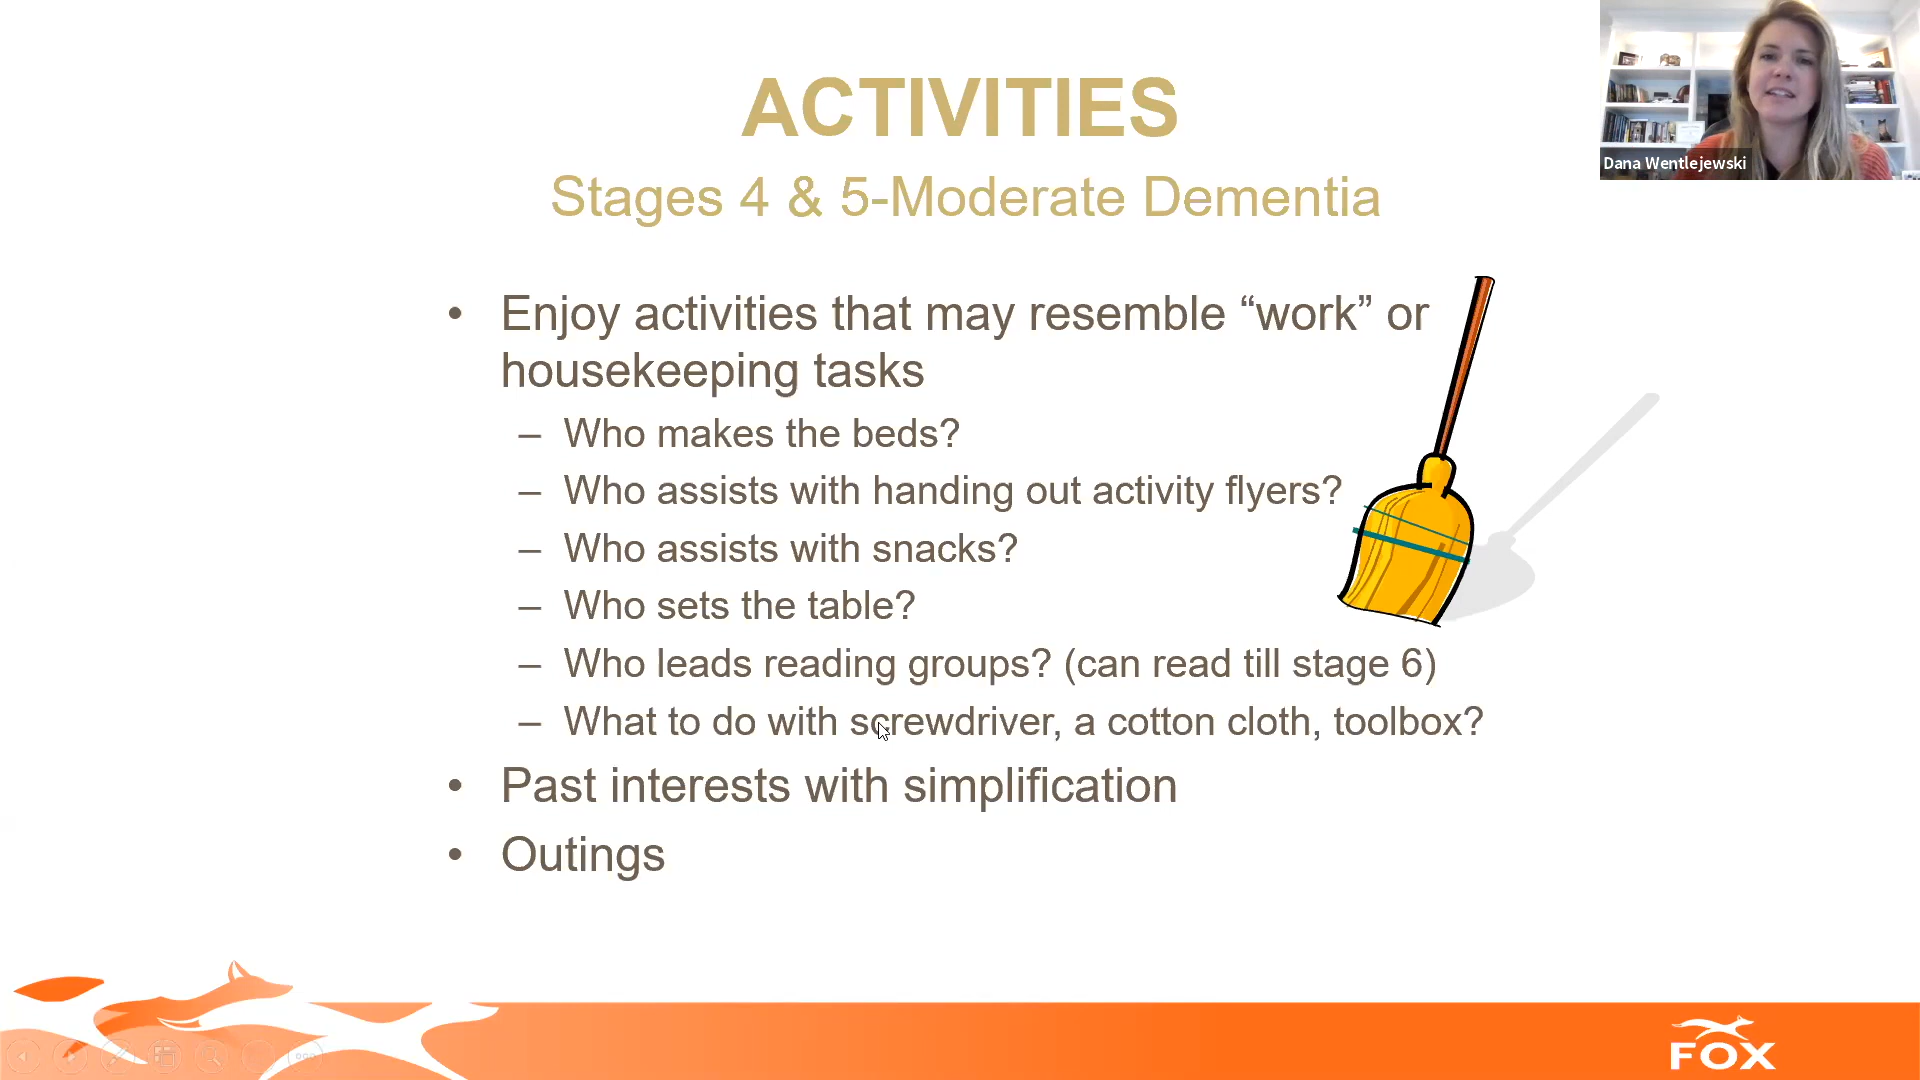 Dana Wentlejewski
ACTIVITIES
Stages 4 & 5-Moderate Dementia
• Enjoy activities that may resemble “work” or
housekeeping tasks
– Who makes the beds?
– Who assists with handing out activity flyers?
– Who assists with snacks?
– Who sets the table?
– Who leads reading groups? (can read till stage 6)
– What to do with screwdriver, a cotton cloth, toolbox?
• Past interests with simplification
• Outings
FOX